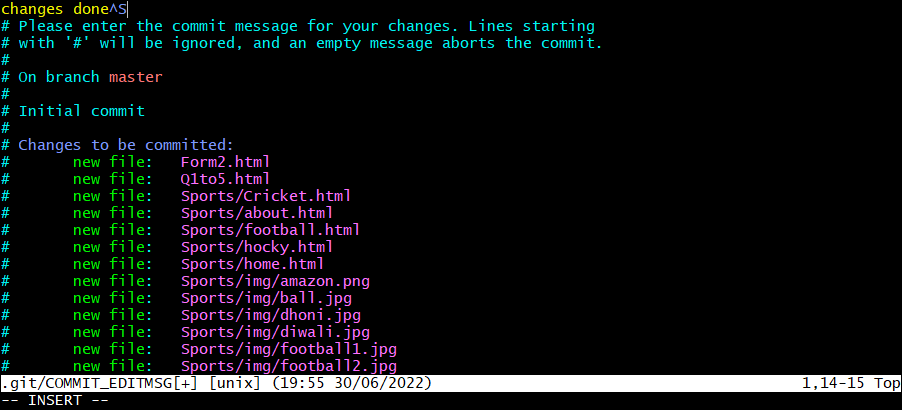 changes done^S
# Please enter the commit message for your changes. Lines starting
# with '#' will be ignored, and an empty message aborts the commit.
#
# On branch master
#
# Initial commit
#
# Changes to be committed:
#       new file:   Form2.html
#       new file:   Q1to5.html
#       new file:   Sports/Cricket.html
#       new file:   Sports/about.html
#       new file:   Sports/football.html
#       new file:   Sports/hocky.html
#       new file:   Sports/home.html
#       new file:   Sports/img/amazon.png
#       new file:   Sports/img/ball.jpg
#       new file:   Sports/img/dhoni.jpg
#       new file:   Sports/img/diwali.jpg
#       new file:   Sports/img/football1.jpg
#       new file:   Sports/img/football2.jpg
.git/COMMIT_EDITMSG[+] [unix] (19:55 30/06/2022) 1,14-15 Top
-- INSERT --